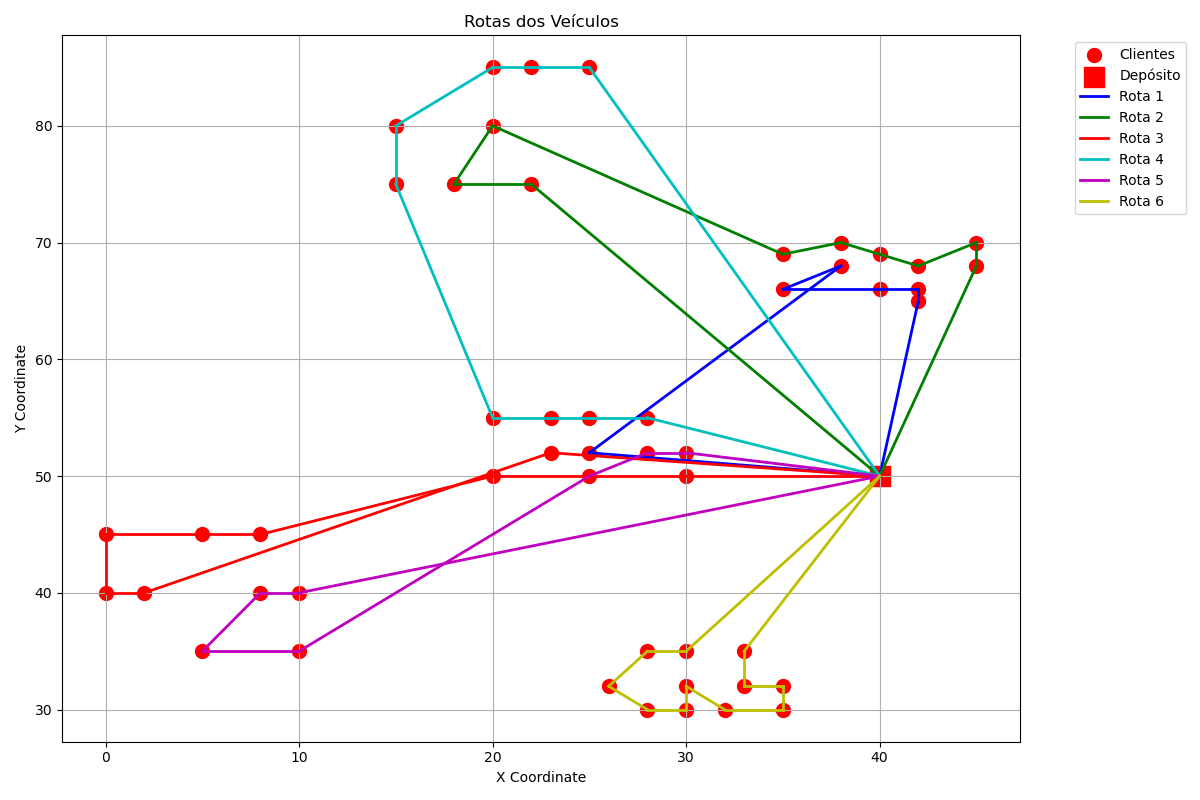 Rotas dos Veículos
Clientes
Depósito
Rota 1
Rota 2
Rota 3
Rota 4
Rota 5
Rota 6
Y Coordinate
80
70
60
50
40
30
0 10 20 30 40
X Coordinate